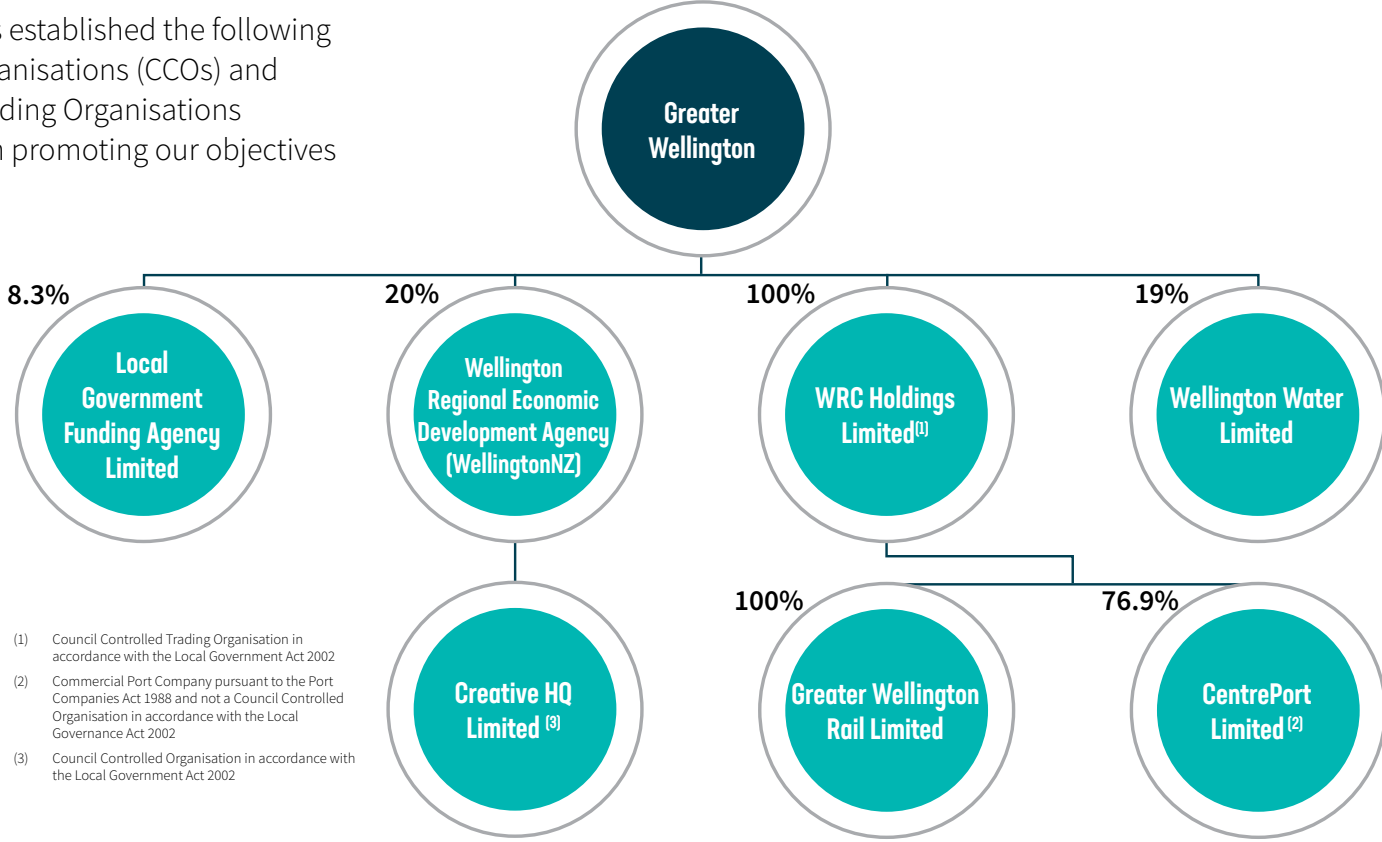 s established the following
anisations (CCOs) and
ding Organisations
n promoting our objectives
Greater
Wellington
8.3%
20%
100%
19%
Local
Government
Funding Agency
Limited
Wellington
Regional Economic
Development Agency
(WellingtonNZ)
WRC Holdings
Limited(1)
Wellington Water
Limited
100%
76.9%
Creative HQ
Limited (3)
Greater Wellington
Rail Limited
CentrePort
Limited (2)
(1) Council Controlled Trading Organisation in
accordance with the Local Government Act 2002
(2) Commercial Port Company pursuant to the Port
Companies Act 1988 and not a Council Controlled
Organisation in accordance with the Local
Governance Act 2002
(3) Council Controlled Organisation in accordance with
the Local Government Act 2002